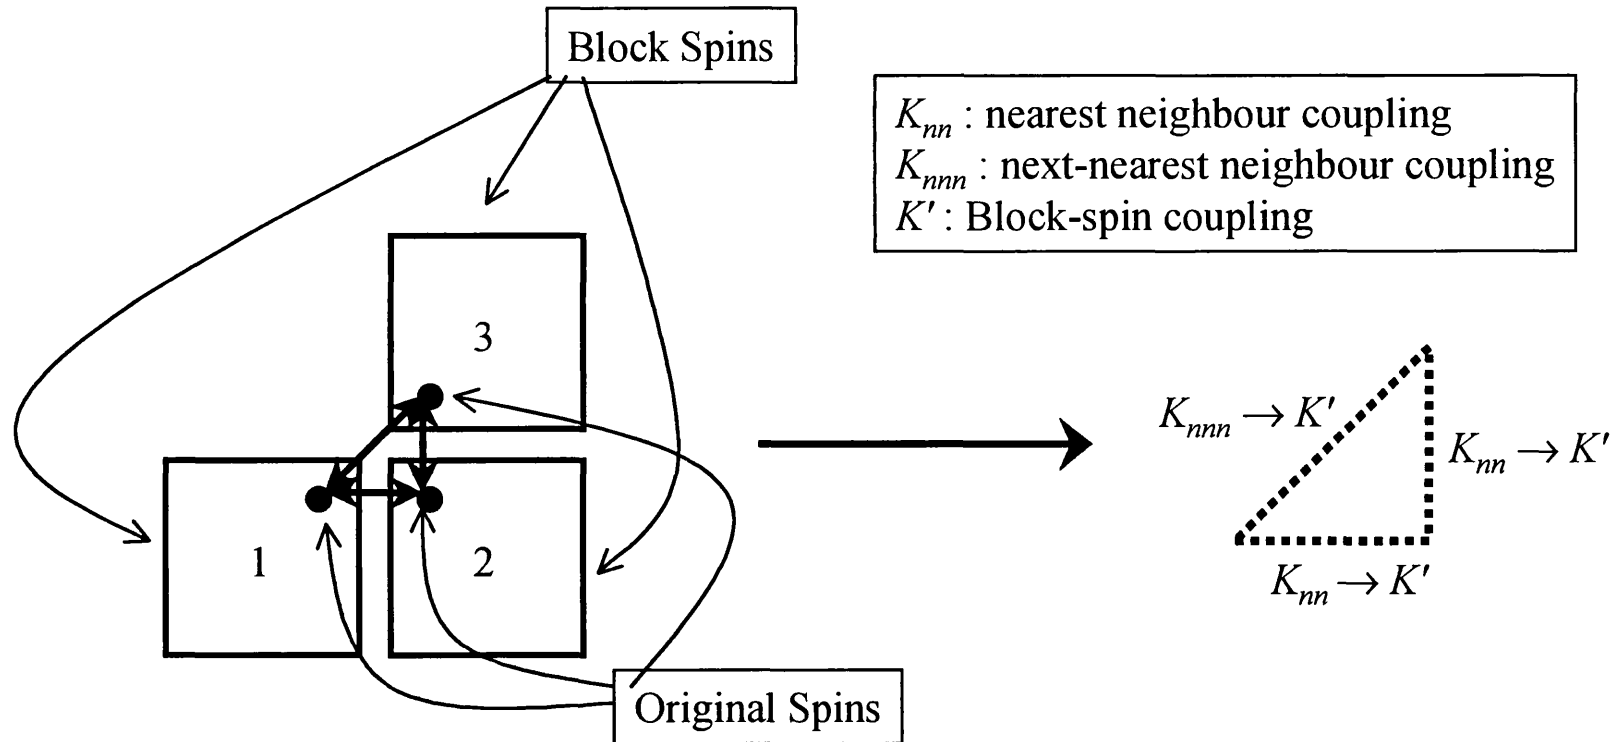 Block Spins
K_nn : nearest neighbour coupling
K_nnn : next-nearest neighbour coupling
K' : Block-spin coupling
3
1
2
K_nnn → K'
K_nn → K'
K_nn → K'
Original Spins